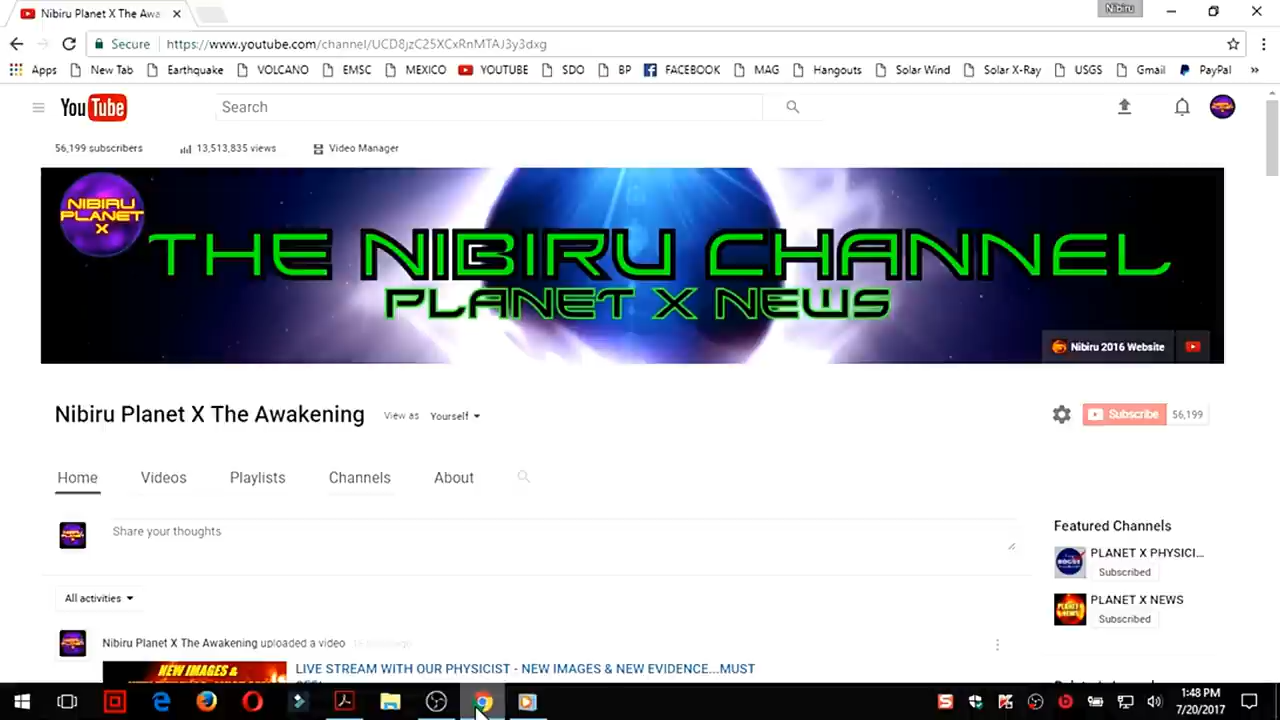 Nibiru Planet X The Awa
Nibiru
Secure
https://www.youtube.com/channel/UCD8jzC25XCxRnMTAJ3y3dxg
Apps New Tab Earthquake VOLCANO EMSC MEXICO YOUTUBE SDO BP FACEBOOK MAG Hangouts Solar Wind Solar X-Ray USGS Gmail PayPal »
YouTube
Search
56,199 subscribers
13,513,835 views
Video Manager
NIBIRU
PLANET
X
THE NIBIRU CHANNEL
PLANET X NEWS
Nibiru 2016 Website
Nibiru Planet X The Awakening
View as Yourself
Subscribe 56,199
Home Videos Playlists Channels About
Share your thoughts
Featured Channels
PLANET X PHYSICI...
Subscribed
PLANET X NEWS
Subscribed
All activities
Nibiru Planet X The Awakening uploaded a video
NEW IMAGES &
LIVE STREAM WITH OUR PHYSICIST - NEW IMAGES & NEW EVIDENCE...MUST
1:48 PM
7/20/2017